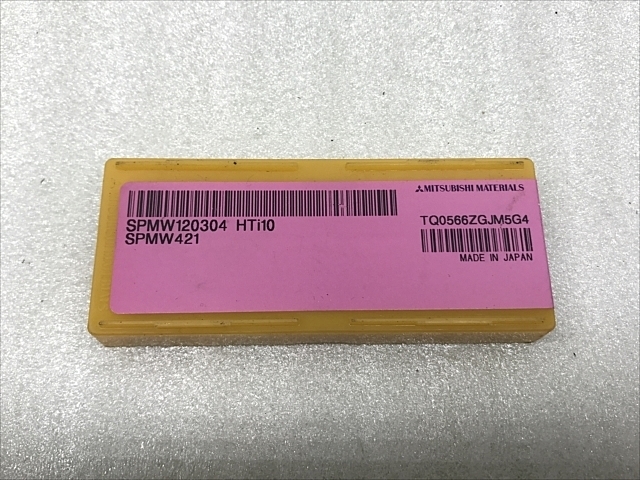 MITSUBISHI MATERIALS
SPMW120304 HTi10
SPMW421
TQ0566ZGJM5G4
MADE IN JAPAN